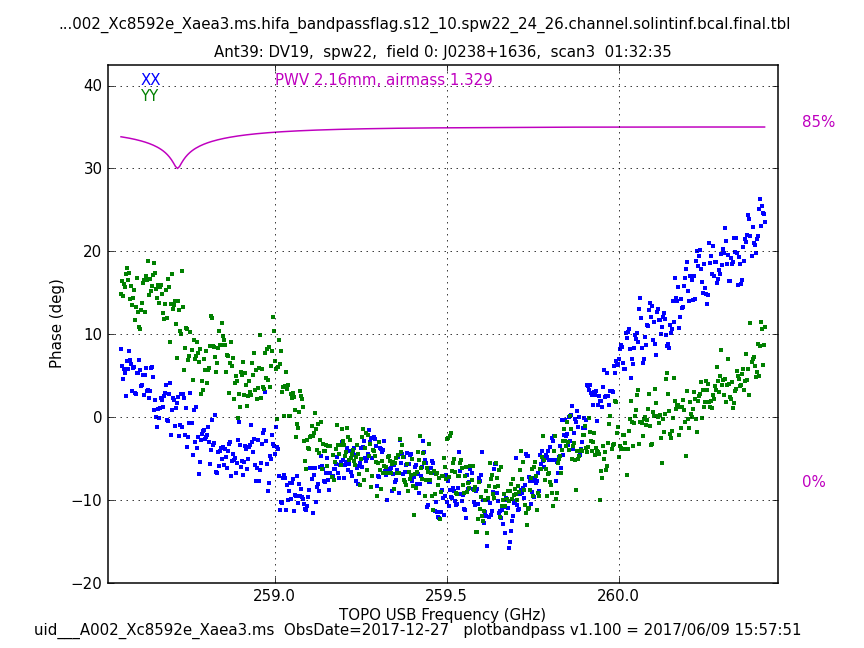 ...002_Xc8592e_Xaea3.ms.hifa_bandpassflag.s12_10.spw22_24_26.channel.solintinf.bcal.final.tbl
Ant39: DV19, spw22, field 0: J0238+1636, scan3 01:32:35
XX
YY
PWV 2.16mm, airmass 1.329
85%
0%
40
30
20
10
0
−10
−20
Phase (deg)
259.0 259.5 260.0
TOPO USB Frequency (GHz)
uid___A002_Xc8592e_Xaea3.ms ObsDate=2017-12-27 plotbandpass v1.100 = 2017/06/09 15:57:51